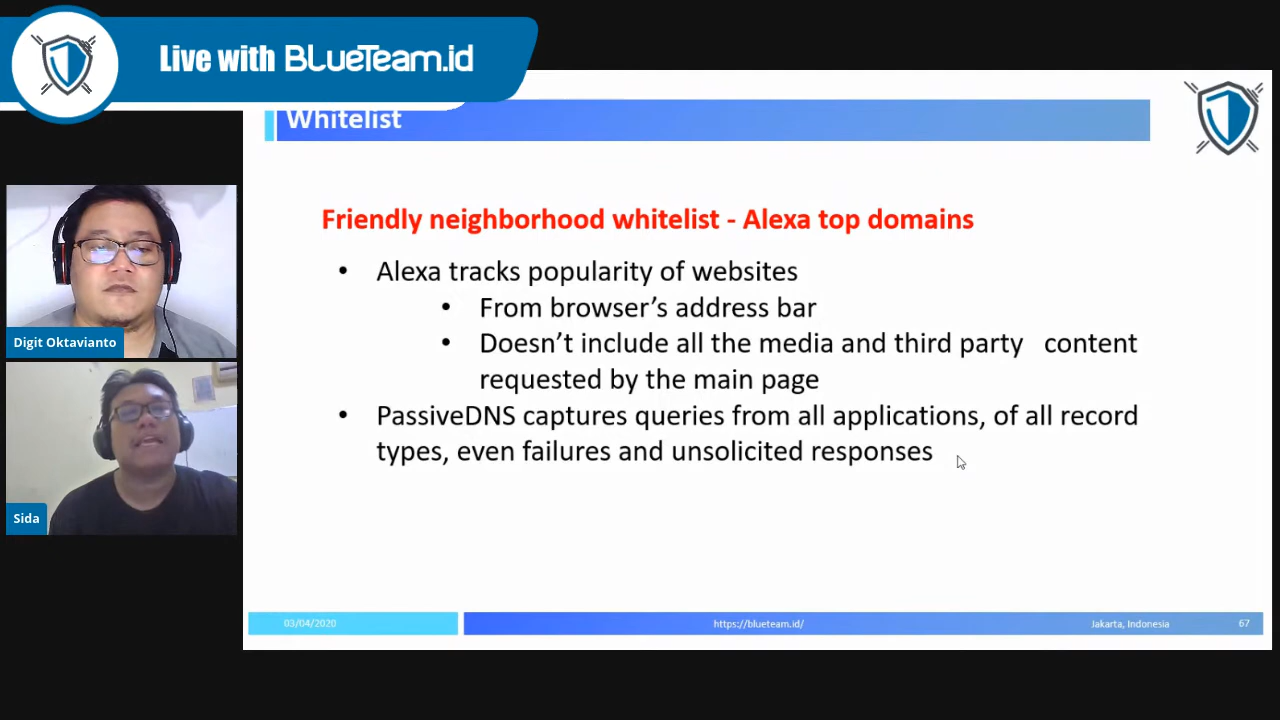 Live with BLUETeam.id
Whitelist
Friendly neighborhood whitelist - Alexa top domains
• Alexa tracks popularity of websites
• From browser's address bar
• Doesn't include all the media and third party content
requested by the main page
• PassiveDNS captures queries from all applications, of all record
types, even failures and unsolicited responses
Digit Oktavianto
Sida
03/04/2020
https://blueteam.id/
Jakarta, Indonesia
67